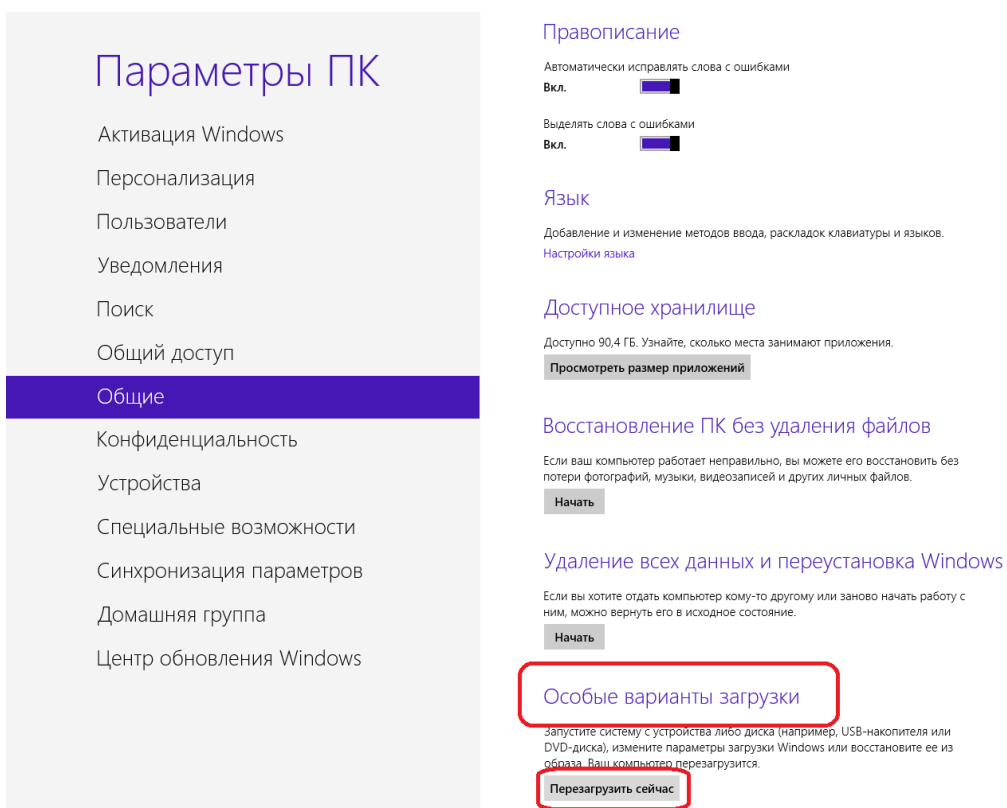 Параметры ПК
Активация Windows
Персонализация
Пользователи
Уведомления
Поиск
Общий доступ
Общие
Конфиденциальность
Устройства
Специальные возможности
Синхронизация параметров
Домашняя группа
Центр обновления Windows
Правописание
Автоматически исправлять слова с ошибками
Вкл.
Выделять слова с ошибками
Вкл.
Язык
Добавление и изменение методов ввода, раскладок клавиатуры и языков.
Настройки языка
Доступное хранилище
Доступно 90,4 ГБ. Узнайте, сколько места занимают приложения.
Просмотреть размер приложений
Восстановление ПК без удаления файлов
Если ваш компьютер работает неправильно, вы можете его восстановить без
потери фотографий, музыки, видеозаписей и других личных файлов.
Начать
Удаление всех данных и переустановка Windows
Если вы хотите отдать компьютер кому-то другому или заново начать работу с
ним, можно вернуть его в исходное состояние.
Начать
Особые варианты загрузки
Запустите систему с устройства либо диска (например, USB-накопителя или
DVD-диска), измените параметры загрузки Windows или восстановите ее из
образа. Ваш компьютер перезагрузится.
Перезагрузить сейчас